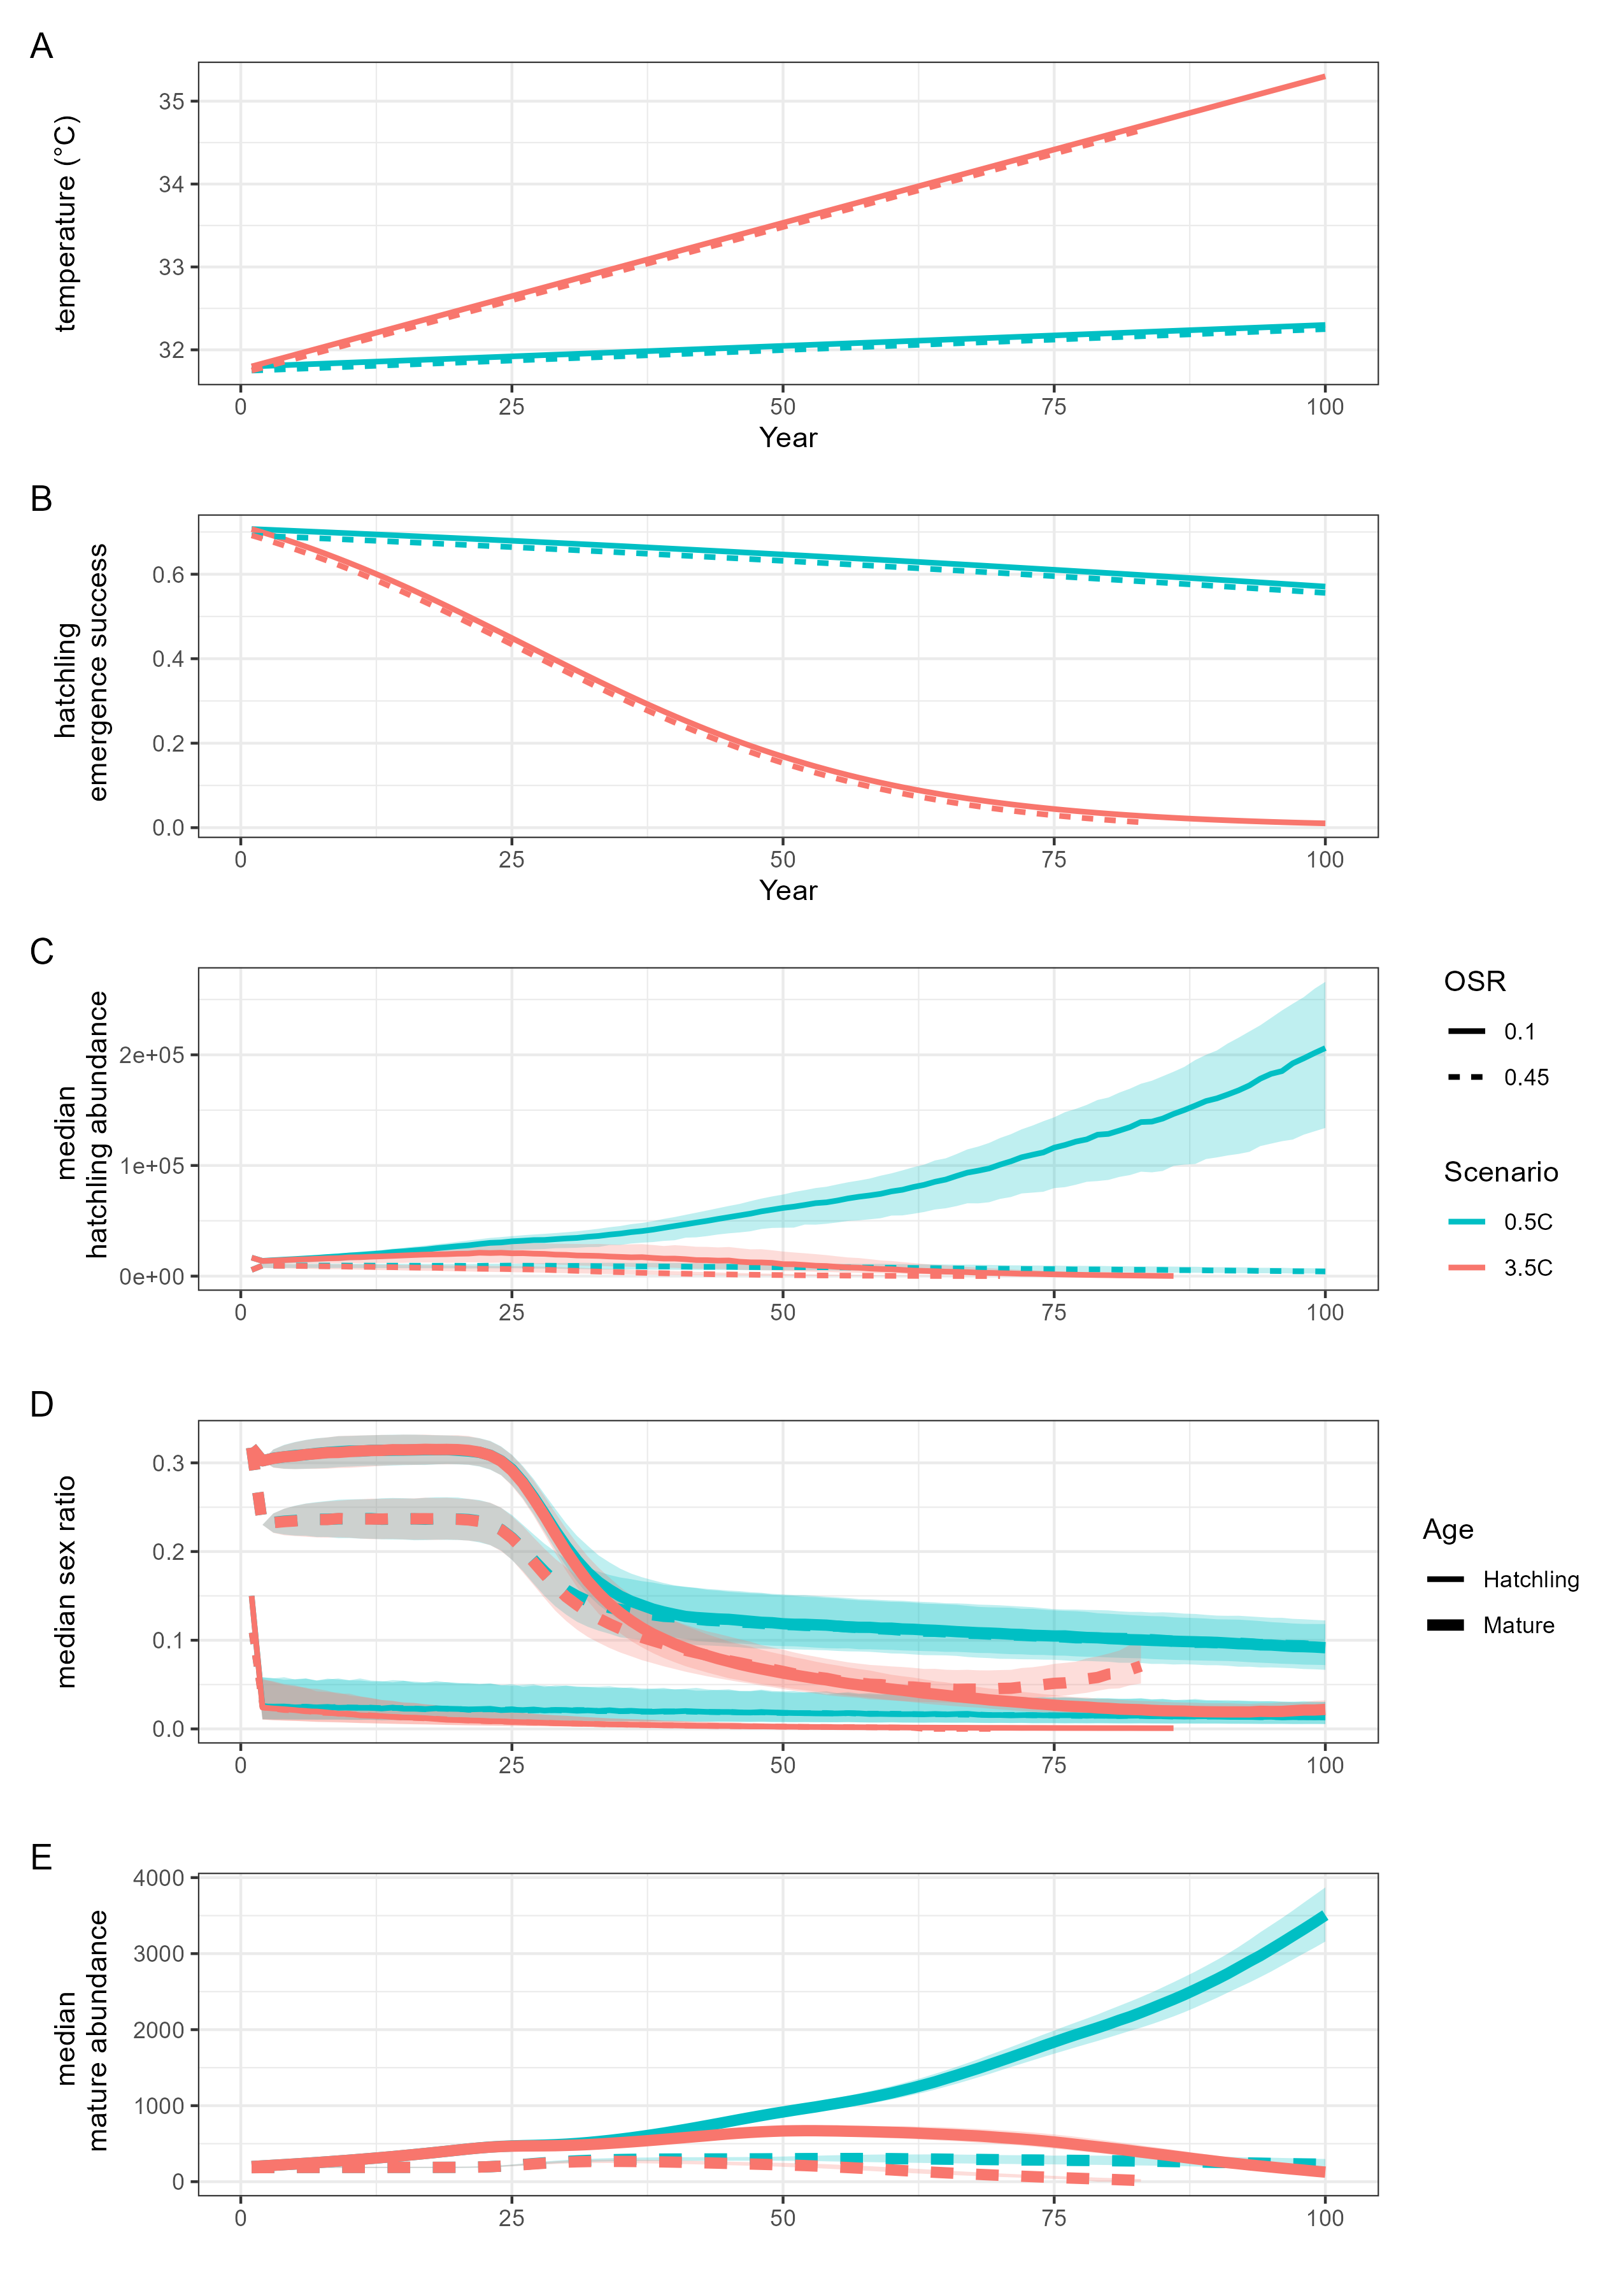 A
temperature (°C)
35
34
33
32
0 25 50 75 100
Year
B
hatchling
emergence success
0.6
0.4
0.2
0.0
0 25 50 75 100
Year
C
median
hatchling abundance
2e+05
1e+05
0e+00
0 25 50 75 100
OSR
0.1
0.45
Scenario
0.5C
3.5C
D
median sex ratio
0.3
0.2
0.1
0.0
0 25 50 75 100
Age
Hatchling
Mature
E
median
mature abundance
4000
3000
2000
1000
0
0 25 50 75 100